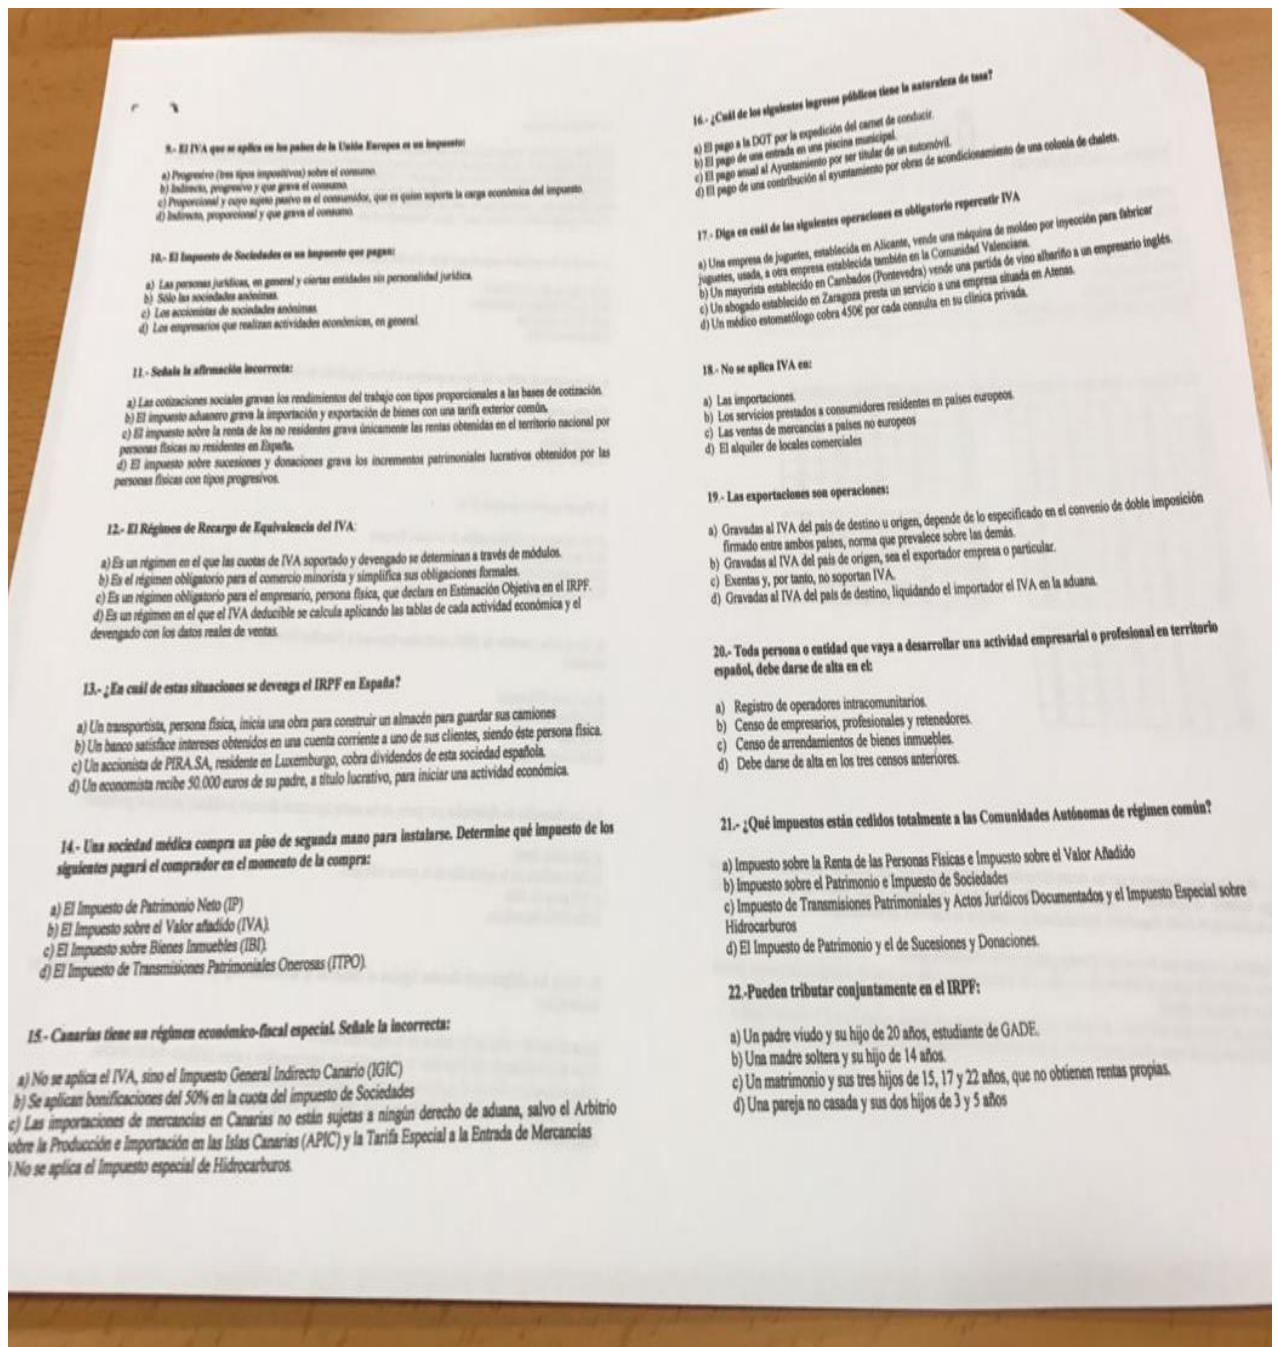 9.- El IVA que se aplica en los países de la Unión Europea es un impuesto:
a) Progresivo (tres tipos impositivos) sobre el consumo.
b) Indirecto, progresivo y que grava el consumo.
c) Proporcional y cuyo sujeto pasivo es el consumidor, que es quien soporta la carga económica del impuesto.
d) Indirecto, proporcional y que grava el consumo.
10.- El Impuesto de Sociedades es un impuesto que pagan:
a) Las personas jurídicas, en general y ciertas entidades sin personalidad jurídica.
b) Sólo las sociedades anónimas.
c) Los accionistas de sociedades anónimas.
d) Los empresarios que realizan actividades económicas, en general.
11.- Señala la afirmación incorrecta:
a) Las cotizaciones sociales gravan los rendimientos del trabajo con tipos proporcionales a las bases de cotización.
b) El impuesto aduanero grava la importación y exportación de bienes con una tarifa exterior común.
c) El impuesto sobre la renta de los no residentes grava únicamente las rentas obtenidas en el territorio nacional por
personas físicas no residentes en España.
d) El impuesto sobre sucesiones y donaciones grava los incrementos patrimoniales lucrativos obtenidos por las
personas físicas con tipos progresivos.
12.- El Régimen de Recargo de Equivalencia del IVA:
a) Es un régimen en el que las cuotas de IVA soportado y devengado se determinan a través de módulos.
b) Es el régimen obligatorio para el comercio minorista y simplifica sus obligaciones formales.
c) Es un régimen obligatorio para el empresario, persona física, que declara en Estimación Objetiva en el IRPF.
d) Es un régimen en el que el IVA deducible se calcula aplicando las tablas de cada actividad económica y el
devengado con los datos reales de ventas.
13.- ¿En cuál de estas situaciones se devenga el IRPF en España?
a) Un transportista, persona física, inicia una obra para construir un almacén para guardar sus camiones
b) Un banco satisface intereses obtenidos en una cuenta corriente a uno de sus clientes, siendo éste persona física.
c) Un accionista de PIRA.SA, residente en Luxemburgo, cobra dividendos de esta sociedad española.
d) Un economista recibe 50.000 euros de su padre, a título lucrativo, para iniciar una actividad económica.
14.- Una sociedad médica compra un piso de segunda mano para instalarse. Determine qué impuesto de los
siguientes pagará el comprador en el momento de la compra:
a) El Impuesto de Patrimonio Neto (IP)
b) El Impuesto sobre el Valor añadido (IVA).
c) El Impuesto sobre Bienes Inmuebles (IBI).
d) El Impuesto de Transmisiones Patrimoniales Onerosas (ITPO).
15.- Canarias tiene un régimen económico-fiscal especial. Señale la incorrecta:
a) No se aplica el IVA, sino el Impuesto General Indirecto Canario (IGIC)
b) Se aplican bonificaciones del 50% en la cuota del impuesto de Sociedades
c) Las importaciones de mercancías en Canarias no están sujetas a ningún derecho de aduana, salvo el Arbitrio
obre la Producción e Importación en las Islas Canarias (APIC) y la Tarifa Especial a la Entrada de Mercancías
) No se aplica el Impuesto especial de Hidrocarburos.
16.- ¿Cuál de los siguientes ingresos públicos tiene la naturaleza de tasa?
a) El pago a la DGT por la expedición del carnet de conducir.
b) El pago de una entrada en una piscina municipal.
c) El pago anual al Ayuntamiento por ser titular de un automóvil.
d) El pago de una contribución al ayuntamiento por obras de acondicionamiento de una colonia de chalets.
17.- Diga en cuál de las siguientes operaciones es obligatorio repercutir IVA
a) Una empresa de juguetes, establecida en Alicante, vende una máquina de moldeo por inyección para fabricar
juguetes, usada, a otra empresa establecida también en la Comunidad Valenciana.
b) Un mayorista establecido en Cambados (Pontevedra) vende una partida de vino albariño a un empresario inglés.
c) Un abogado establecido en Zaragoza presta un servicio a una empresa situada en Atenas.
d) Un médico estomatólogo cobra 450€ por cada consulta en su clínica privada.
18.- No se aplica IVA en:
a) Las importaciones.
b) Los servicios prestados a consumidores residentes en países europeos.
c) Las ventas de mercancías a países no europeos
d) El alquiler de locales comerciales
19.- Las exportaciones son operaciones:
a) Gravadas al IVA del país de destino u origen, depende de lo especificado en el convenio de doble imposición
firmado entre ambos países, norma que prevalece sobre las demás.
b) Gravadas al IVA del país de origen, sea el exportador empresa o particular.
c) Exentas y, por tanto, no soportan IVA.
d) Gravadas al IVA del país de destino, liquidando el importador el IVA en la aduana.
20.- Toda persona o entidad que vaya a desarrollar una actividad empresarial o profesional en territorio
español, debe darse de alta en el:
a) Registro de operadores intracomunitarios.
b) Censo de empresarios, profesionales y retenedores.
c) Censo de arrendamientos de bienes inmuebles.
d) Debe darse de alta en los tres censos anteriores.
21.- ¿Qué impuestos están cedidos totalmente a las Comunidades Autónomas de régimen común?
a) Impuesto sobre la Renta de las Personas Físicas e Impuesto sobre el Valor Añadido
b) Impuesto sobre el Patrimonio e Impuesto de Sociedades
c) Impuesto de Transmisiones Patrimoniales y Actos Jurídicos Documentados y el Impuesto Especial sobre
Hidrocarburos
d) El Impuesto de Patrimonio y el de Sucesiones y Donaciones.
22.-Pueden tributar conjuntamente en el IRPF:
a) Un padre viudo y su hijo de 20 años, estudiante de GADE.
b) Una madre soltera y su hijo de 14 años.
c) Un matrimonio y sus tres hijos de 15, 17 y 22 años, que no obtienen rentas propias.
d) Una pareja no casada y sus dos hijos de 3 y 5 años